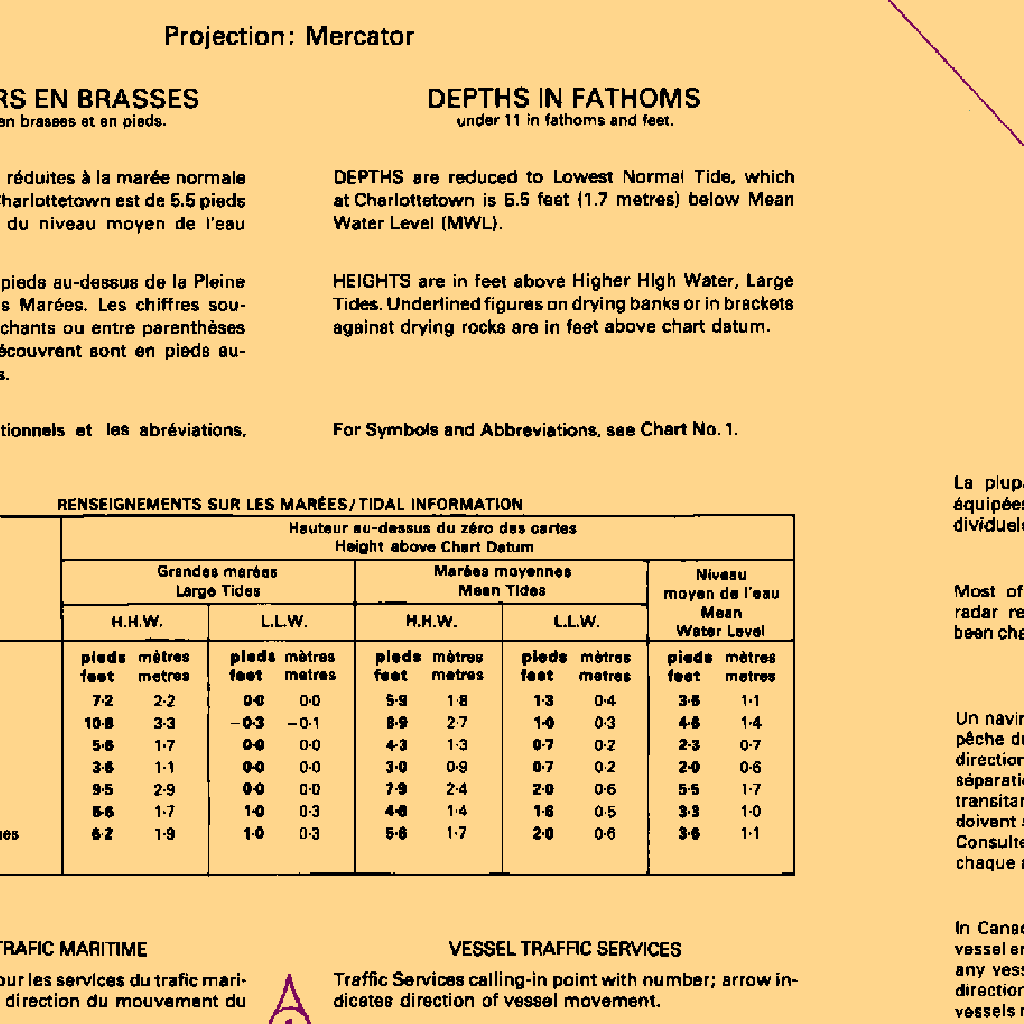 Projection: Mercator
RS EN BRASSES
en brasses et en pieds.
réduites à la marée normale
Charlottetown est de 5.5 pieds
du niveau moyen de l'eau
pieds au-dessus de la Pleine
s Marées. Les chiffres sou-
chants ou entre parenthèses
écouvrent sont en pieds au-
s.
tionnels et les abréviations,
DEPTHS IN FATHOMS
under 11 in fathoms and feet.
DEPTHS are reduced to Lowest Normal Tide, which
at Charlottetown is 5.5 feet (1.7 metres) below Mean
Water Level (MWL).
HEIGHTS are in feet above Higher High Water, Large
Tides. Underlined figures on drying banks or in brackets
against drying rocks are in feet above chart datum.
For Symbols and Abbreviations, see Chart No. 1.
RENSEIGNEMENTS SUR LES MARÉES/TIDAL INFORMATION
Hauteur au-dessus du zéro des cartes
Height above Chart Datum
Grandes marées
Large Tides
Marées moyennes
Mean Tides
Niveau
moyen de l'eau
Mean
Water Level
H.H.W. L.L.W. H.H.W. L.L.W.
pieds mètres pieds mètres pieds mètres pieds mètres pieds mètres
feet metres feet metres feet metres feet metres feet metres
7·2 2·2 0·0 0·0 5·9 1·8 1·3 0·4 3·6 1·1
10·8 3·3 −0·3 −0·1 8·9 2·7 1·0 0·3 4·6 1·4
5·6 1·7 0·0 0·0 4·3 1·3 0·7 0·2 2·3 0·7
3·6 1·1 0·0 0·0 3·0 0·9 0·7 0·2 2·0 0·6
9·5 2·9 0·0 0·0 7·9 2·4 2·0 0·6 5·5 1·7
5·6 1·7 1·0 0·3 4·6 1·4 1·6 0·5 3·3 1·0
nes 6·2 1·9 1·0 0·3 5·6 1·7 2·0 0·6 3·6 1·1
TRAFIC MARITIME
our les services du trafic mari-
direction du mouvement du
VESSEL TRAFFIC SERVICES
Traffic Services calling-in point with number; arrow in-
dicates direction of vessel movement.
La plup
équipées
dividuel
Most of
radar re
been cha
Un navir
pêche du
direction
séparati
transitar
doivent s
Consulte
chaque
In Cana
vessel en
any vess
direction
vessels